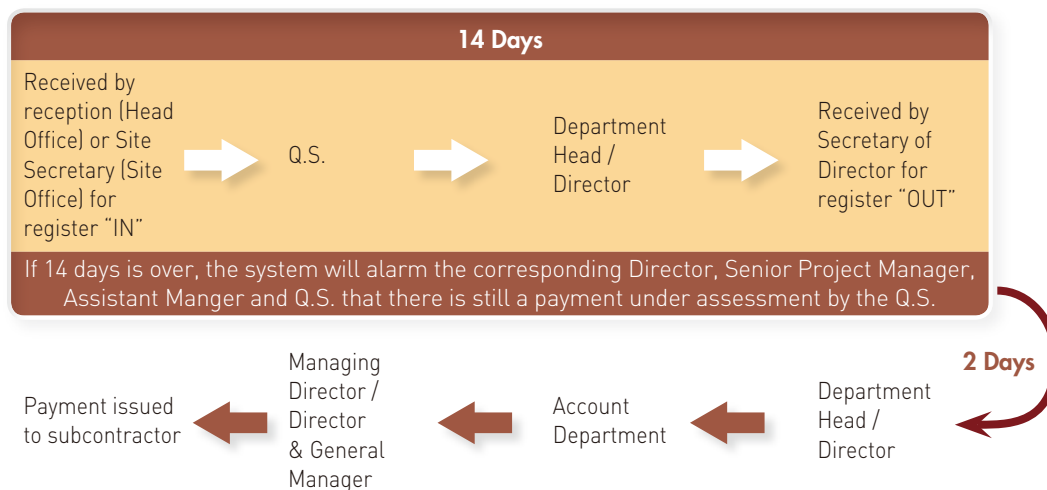 14 Days
Received by
reception (Head
Office) or Site
Secretary (Site
Office) for
register “IN”
Q.S.
Department
Head /
Director
Received by
Secretary of
Director for
register “OUT”
If 14 days is over, the system will alarm the corresponding Director, Senior Project Manager,
Assistant Manger and Q.S. that there is still a payment under assessment by the Q.S.
2 Days
Department
Head /
Director
Account
Department
Managing
Director /
Director
& General
Manager
Payment issued
to subcontractor